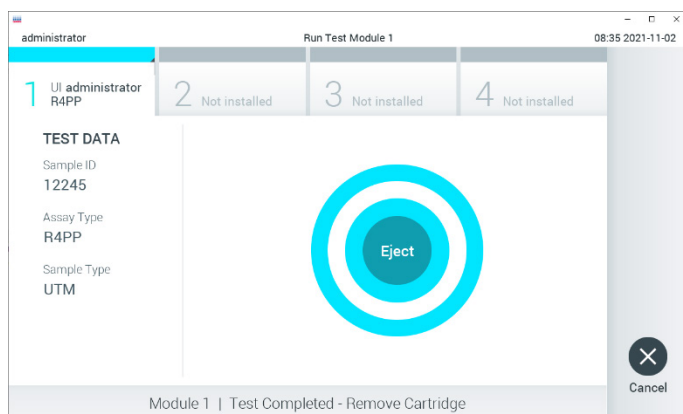 administrator Run Test Module 1 08:35 2021-11-02
1 UI administrator
R4PP
2 Not installed
3 Not installed
4 Not installed
TEST DATA
Sample ID
12245
Assay Type
R4PP
Sample Type
UTM
Eject
Cancel
Module 1 | Test Completed - Remove Cartridge